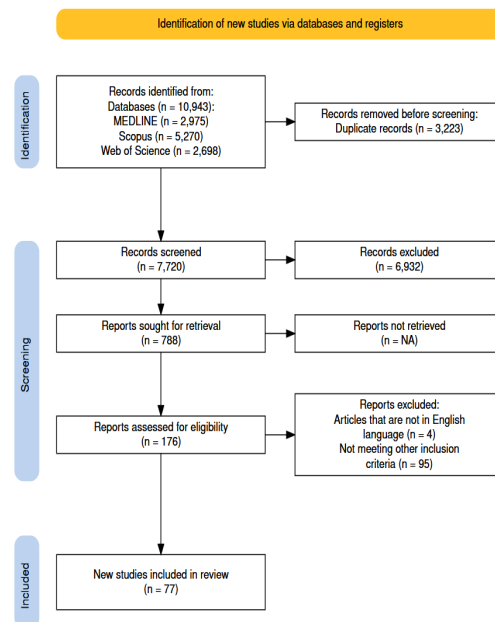 Identification of new studies via databases and registers
Identification
Records identified from:
Databases (n = 10,943):
MEDLINE (n = 2,975)
Scopus (n = 5,270)
Web of Science (n = 2,698)
Records removed before screening:
Duplicate records (n = 3,223)
Screening
Records screened
(n = 7,720)
Records excluded
(n = 6,932)
Reports sought for retrieval
(n = 788)
Reports not retrieved
(n = NA)
Reports assessed for eligibility
(n = 176)
Reports excluded:
Articles that are not in English
language (n = 4)
Not meeting other inclusion
criteria (n = 95)
Included
New studies included in review
(n = 77)